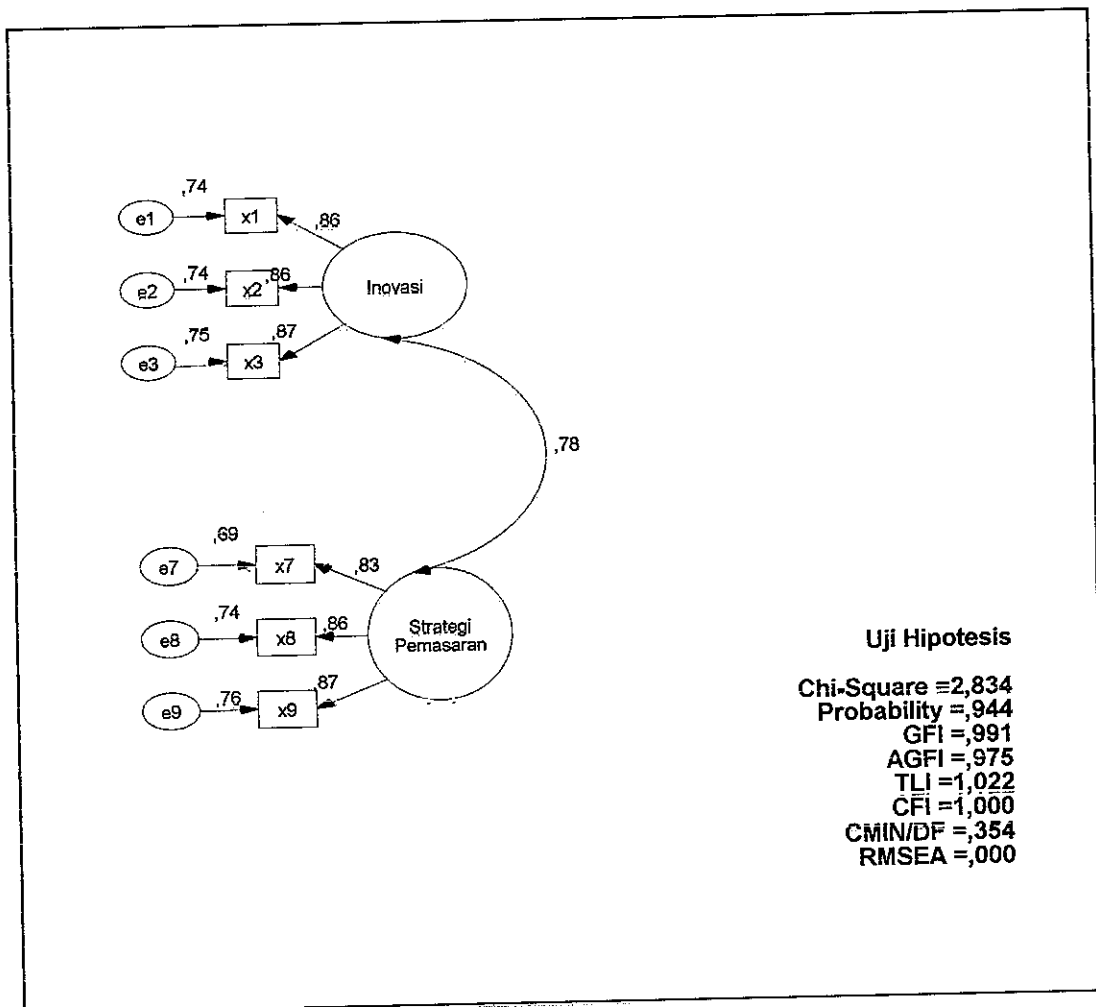 ,74
e1
x1
,86
Inovasi
,74
e2
x2
,86
,75
e3
x3
,87
,78
,69
e7
x7
,83
,74
e8
x8
,86
Strategi
Pemasaran
,76
e9
x9
,87
Uji Hipotesis
Chi-Square =2,834
Probability =,944
GFI =,991
AGFI =,975
TLI =1,022
CFI =1,000
CMIN/DF =,354
RMSEA =,000